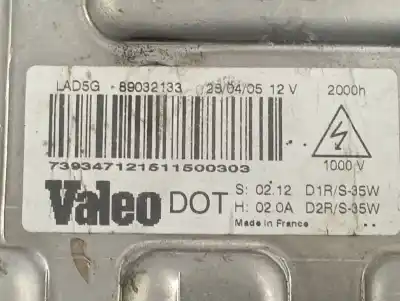 LAD5G - 89032133 28/04/05 12 V 2000h
739347121511500303
1000 V
Valeo DOT
S: 02.12 D1R/S-35W
H: 02.0A D2R/S-35W
Made in France